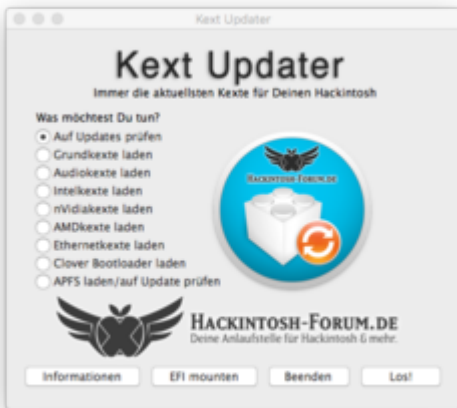 Kext Updater
Kext Updater
Immer die aktuellsten Kexte für Deinen Hackintosh
Was möchtest Du tun?
Auf Updates prüfen
Grundkexte laden
Audiokexte laden
Intelkexte laden
nVidiakexte laden
AMDkexte laden
Ethernetkexte laden
Clover Bootloader laden
APFS laden/auf Update prüfen
HACKINTOSH-FORUM.DE
HACKINTOSH-FORUM.DE
Deine Anlaufstelle für Hackintosh & mehr.
Informationen
EFI mounten
Beenden
Los!